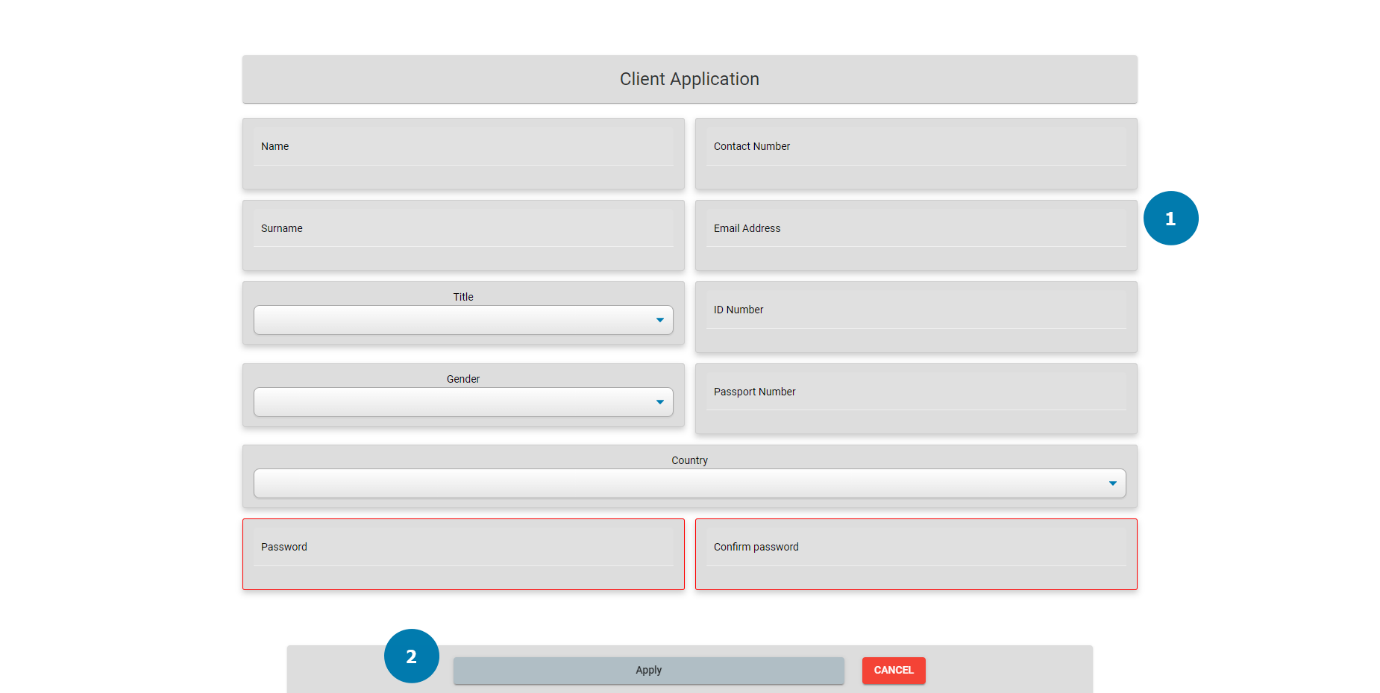 Client Application
Name
Contact Number
Surname
Email Address
1
Title
ID Number
Gender
Passport Number
Country
Password
Confirm password
2
Apply
CANCEL